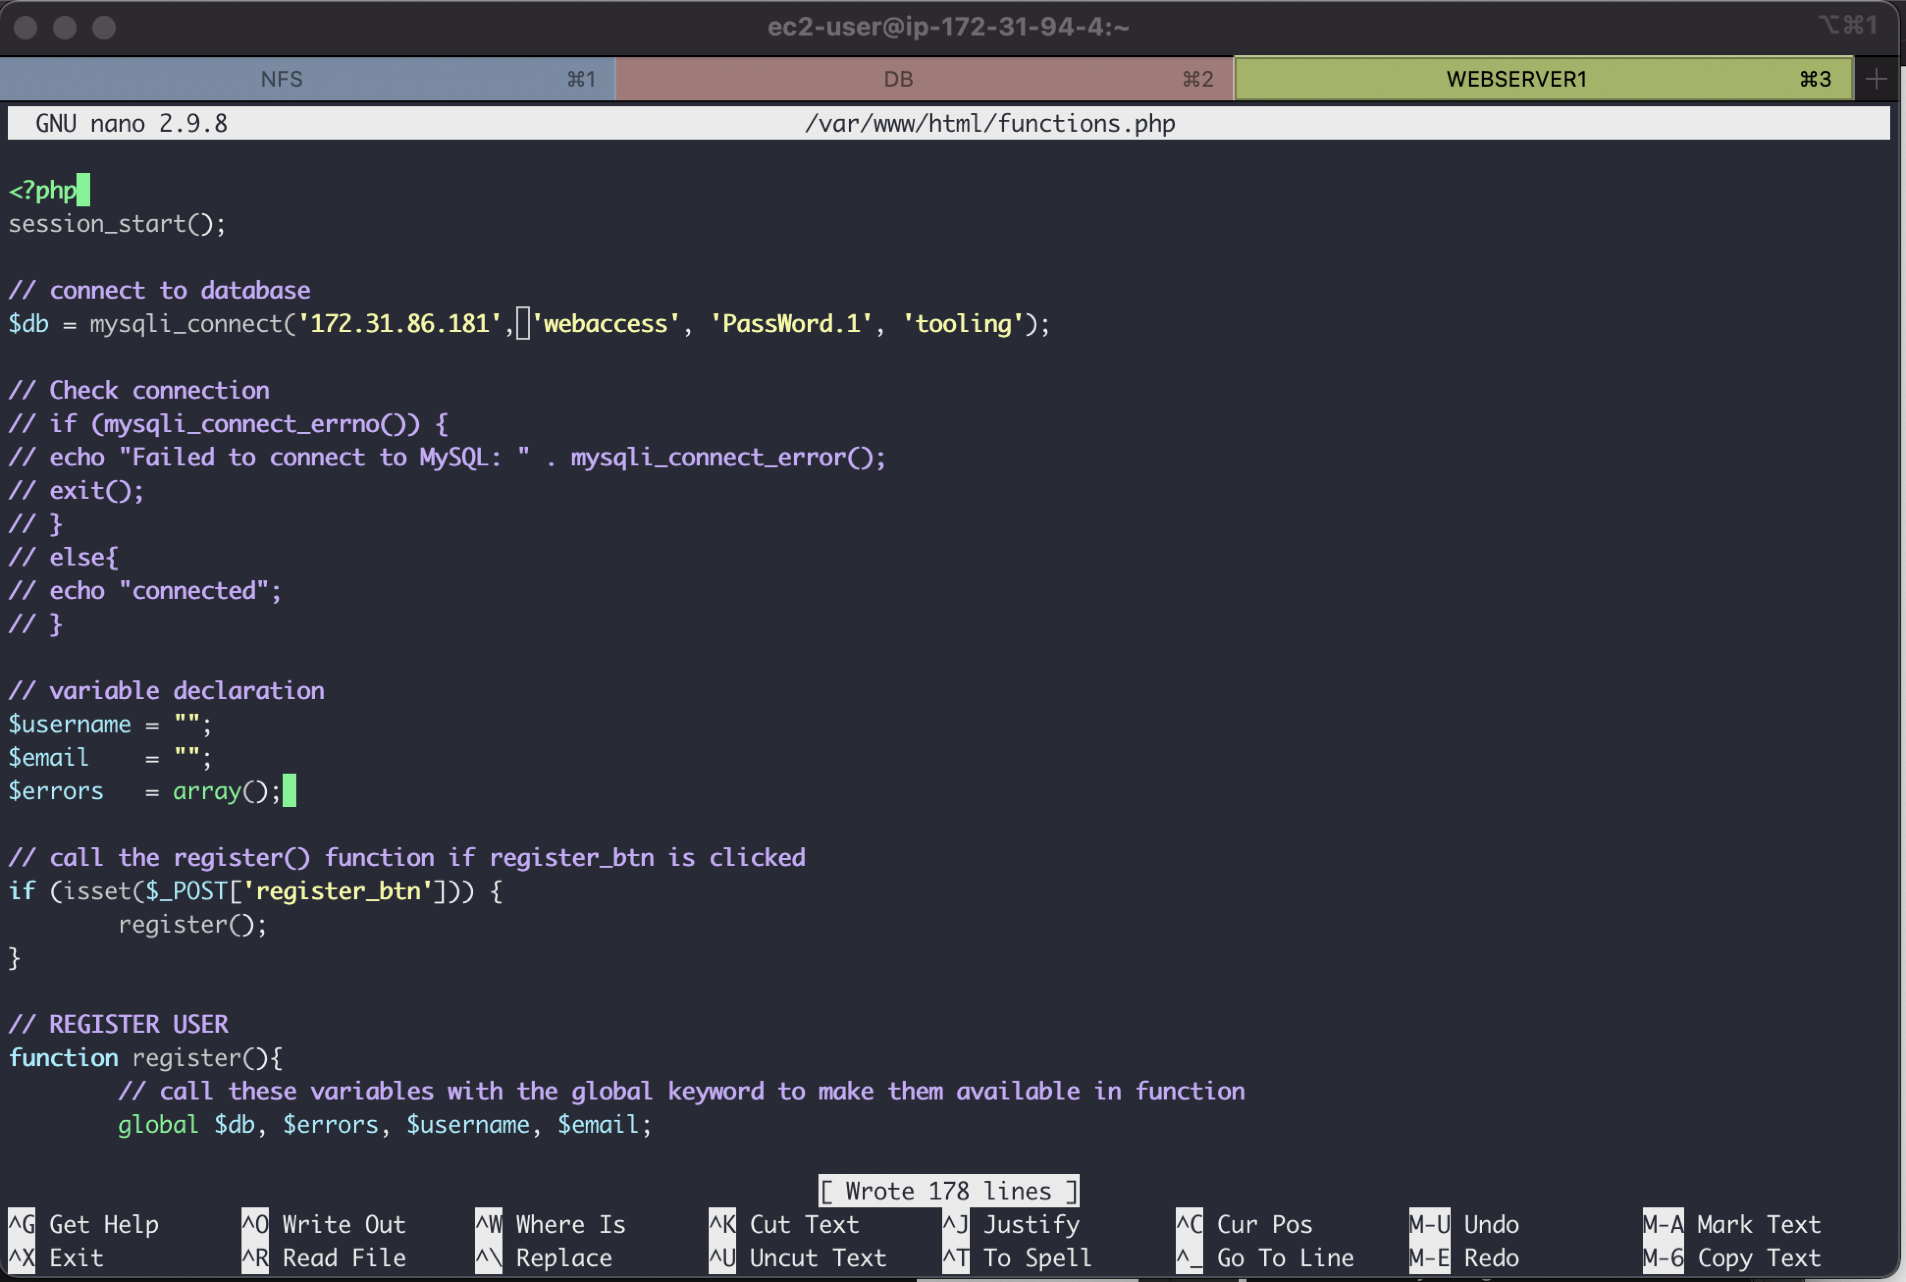 ec2-user@ip-172-31-94-4:~ ⌥⌘1
NFS ⌘1 DB ⌘2 WEBSERVER1 ⌘3 +
GNU nano 2.9.8 /var/www/html/functions.php
<?php
session_start();
// connect to database
$db = mysqli_connect('172.31.86.181', 'webaccess', 'PassWord.1', 'tooling');
// Check connection
// if (mysqli_connect_errno()) {
// echo "Failed to connect to MySQL: " . mysqli_connect_error();
// exit();
// }
// else{
// echo "connected";
// }
// variable declaration
$username = "";
$email    = "";
$errors   = array();
// call the register() function if register_btn is clicked
if (isset($_POST['register_btn'])) {
        register();
}
// REGISTER USER
function register(){
        // call these variables with the global keyword to make them available in function
        global $db, $errors, $username, $email;
[ Wrote 178 lines ]
^G Get Help ^O Write Out ^W Where Is ^K Cut Text ^J Justify ^C Cur Pos M-U Undo M-A Mark Text
^X Exit ^R Read File ^\ Replace ^U Uncut Text ^T To Spell ^_ Go To Line M-E Redo M-6 Copy Text